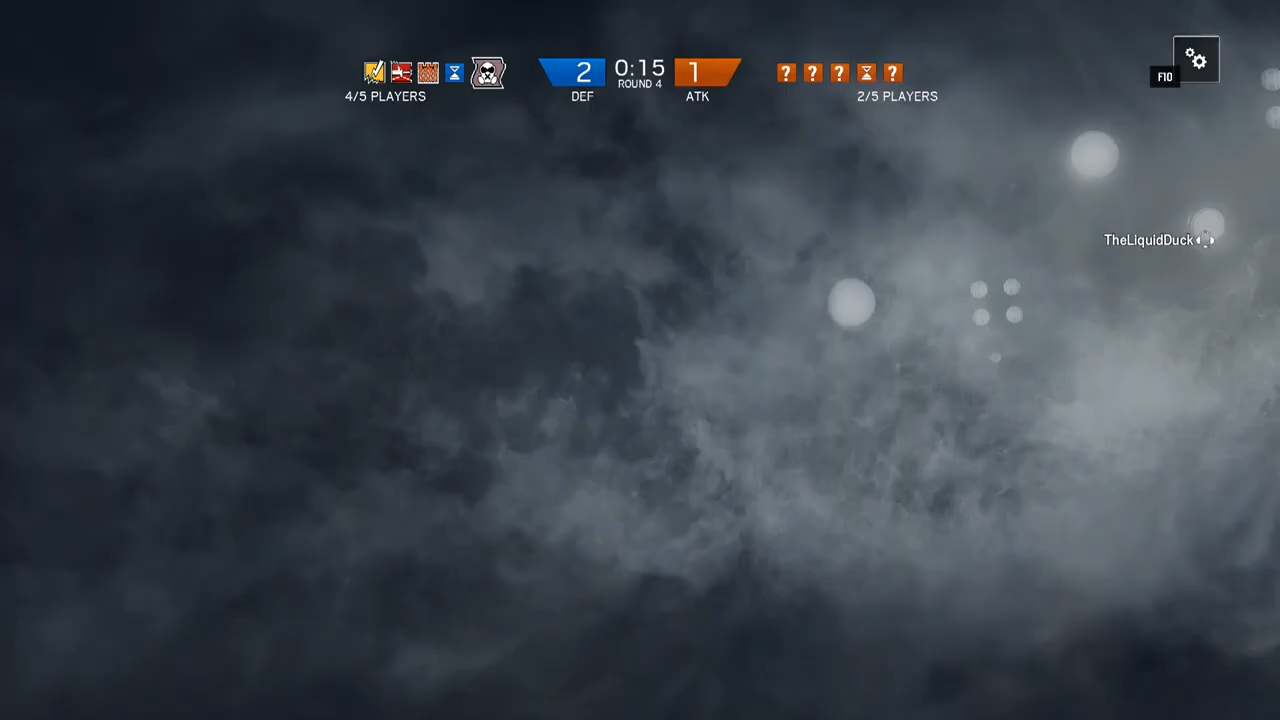 2 0:15 1
ROUND 4
? ? ? ?
4/5 PLAYERS DEF ATK 2/5 PLAYERS
F10
TheLiquidDuck